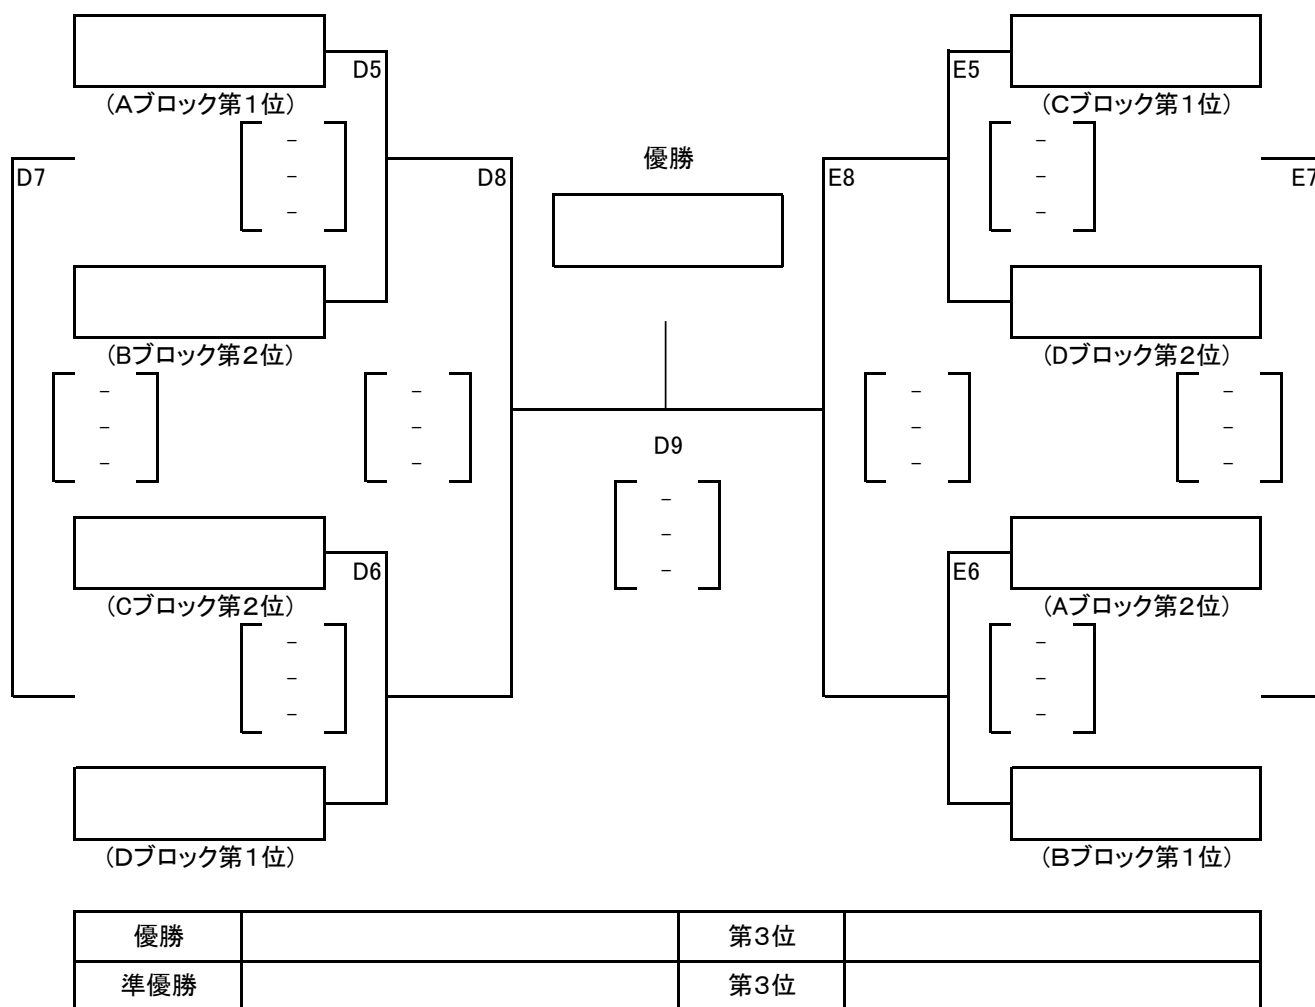 D5
E5
(Aブロック第1位)
(Cブロック第1位)
-
-
優勝
D7
-
D8
E8
-
E7
-
-
(Bブロック第2位)
(Dブロック第2位)
-
-
-
-
-
-
-
-
D9
-
-
-
-
-
-
D6
E6
-
(Cブロック第2位)
(Aブロック第2位)
-
-
-
-
-
-
(Dブロック第1位)
(Bブロック第1位)
優勝 第3位
準優勝 第3位